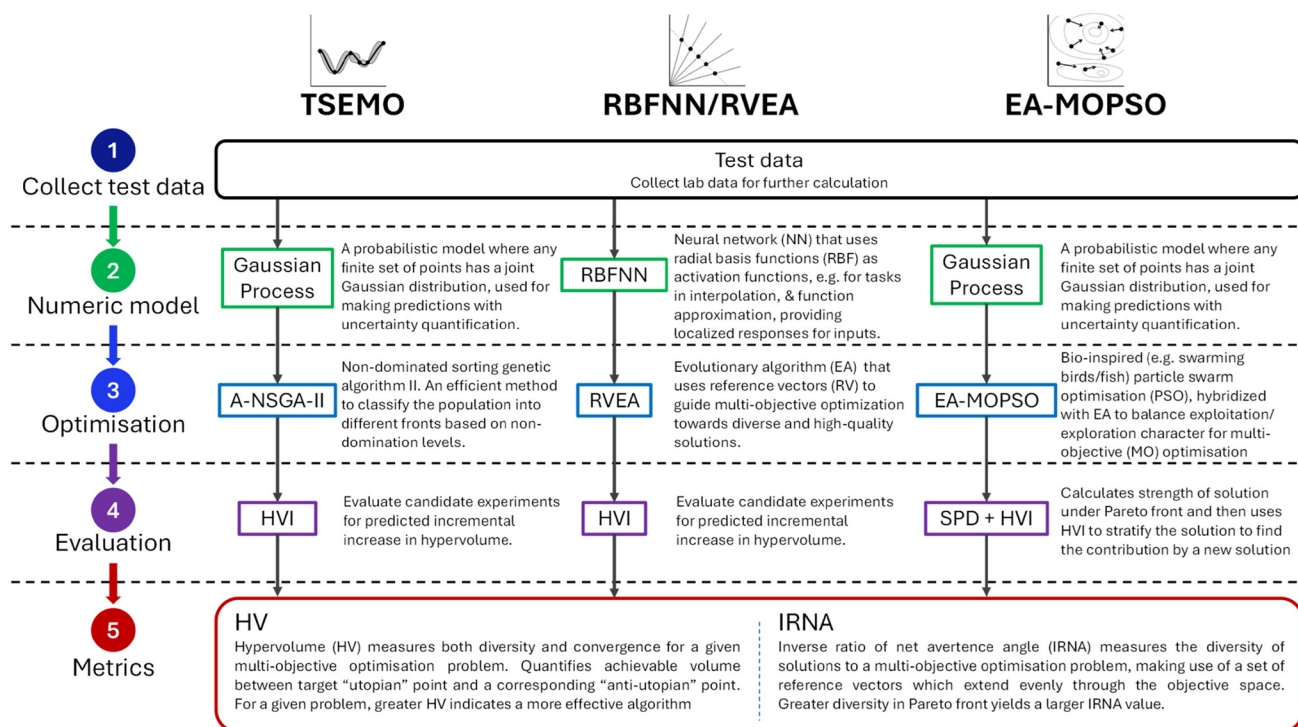 TSEMO
RBFNN/RVEA
EA-MOPSO
1
Collect test data
Test data
Collect lab data for further calculation
2
Numeric model
Gaussian
Process
A probabilistic model where any
finite set of points has a joint
Gaussian distribution, used for
making predictions with
uncertainty quantification.
RBFNN
Neural network (NN) that uses
radial basis functions (RBF) as
activation functions, e.g. for tasks
in interpolation, & function
approximation, providing
localized responses for inputs.
Gaussian
Process
A probabilistic model where any
finite set of points has a joint
Gaussian distribution, used for
making predictions with
uncertainty quantification.
3
Optimisation
A-NSGA-II
Non-dominated sorting genetic
algorithm II. An efficient method
to classify the population into
different fronts based on non-
domination levels.
RVEA
Evolutionary algorithm (EA) that
uses reference vectors (RV) to
guide multi-objective optimization
towards diverse and high-quality
solutions.
EA-MOPSO
Bio-inspired (e.g. swarming
birds/fish) particle swarm
optimisation (PSO), hybridized
with EA to balance exploitation/
exploration character for multi-
objective (MO) optimisation
4
Evaluation
HVI
Evaluate candidate experiments
for predicted incremental
increase in hypervolume.
HVI
Evaluate candidate experiments
for predicted incremental
increase in hypervolume.
SPD + HVI
Calculates strength of solution
under Pareto front and then uses
HVI to stratify the solution to find
the contribution by a new solution
5
Metrics
HV
Hypervolume (HV) measures both diversity and convergence for a given
multi-objective optimisation problem. Quantifies achievable volume
between target “utopian” point and a corresponding “anti-utopian” point.
For a given problem, greater HV indicates a more effective algorithm
IRNA
Inverse ratio of net avertence angle (IRNA) measures the diversity of
solutions to a multi-objective optimisation problem, making use of a set of
reference vectors which extend evenly through the objective space.
Greater diversity in Pareto front yields a larger IRNA value.